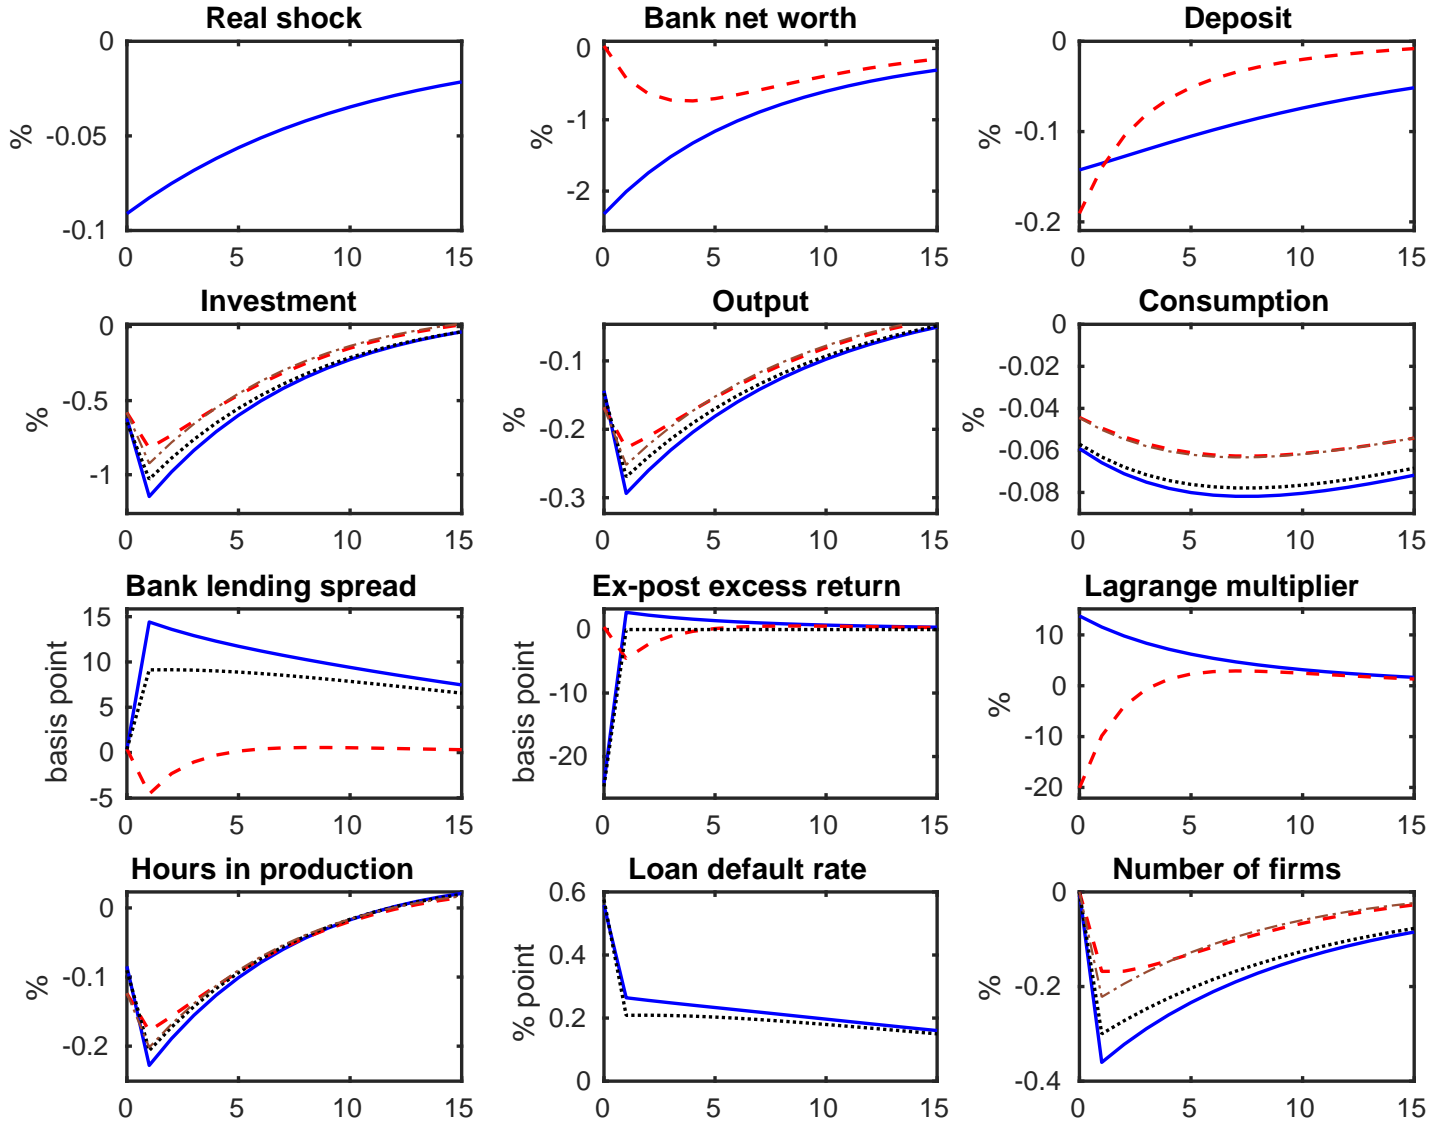 Real shock
Bank net worth
Deposit
0
-0.05
-0.1
%
0 5 10 15
0
-1
-2
%
0 5 10 15
0
-0.1
-0.2
%
0 5 10 15
Investment
Output
Consumption
0
-0.5
-1
%
0 5 10 15
-0.1
-0.2
-0.3
%
0 5 10 15
0
-0.02
-0.04
-0.06
-0.08
%
0 5 10 15
Bank lending spread
Ex-post excess return
Lagrange multiplier
15
10
5
0
-5
basis point
0 5 10 15
0
-10
-20
basis point
0 5 10 15
10
0
-10
-20
%
0 5 10 15
Hours in production
Loan default rate
Number of firms
0
-0.1
-0.2
%
0 5 10 15
0.6
0.4
0.2
0
% point
0 5 10 15
0
-0.2
-0.4
%
0 5 10 15